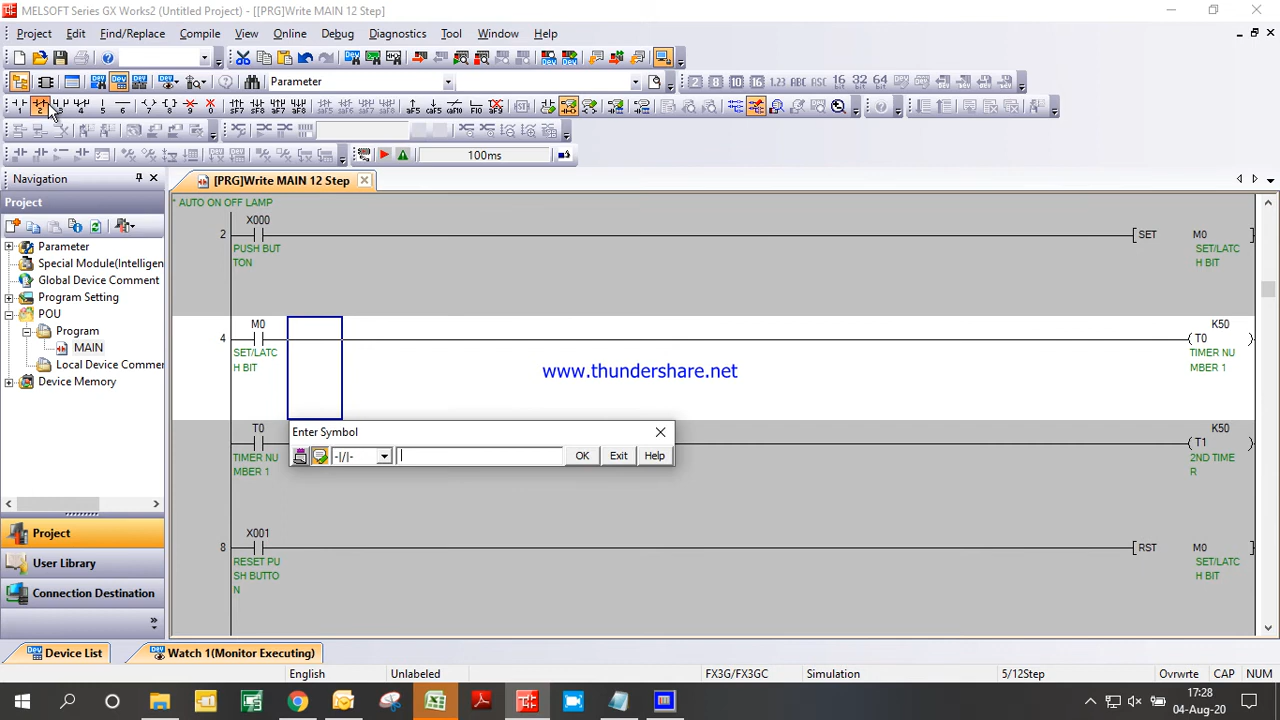 MELSOFT Series GX Works2 (Untitled Project) - [[PRG]Write MAIN 12 Step]
Project Edit Find/Replace Compile View Online Debug Diagnostics Tool Window Help
Parameter
100ms
Navigation
[PRG]Write MAIN 12 Step
Project
Parameter
Special Module(Intelligen
Global Device Comment
Program Setting
POU
Program
MAIN
Local Device Commer
Device Memory
Project
User Library
Connection Destination
* AUTO ON OFF LAMP
X000
2 SET M0
PUSH BUT
TON
SET/LATC
H BIT
M0 K50
4 T0
SET/LATC
H BIT
TIMER NU
MBER 1
www.thundershare.net
Enter Symbol
-|/|- OK Exit Help
T0 K50
T1
TIMER NU
MBER 1
2ND TIME
R
X001
8 RST M0
RESET PU
SH BUTTO
N
SET/LATC
H BIT
Device List Watch 1(Monitor Executing)
English Unlabeled FX3G/FX3GC Simulation 5/12Step Ovrwrte CAP NUM
17:28
04-Aug-20